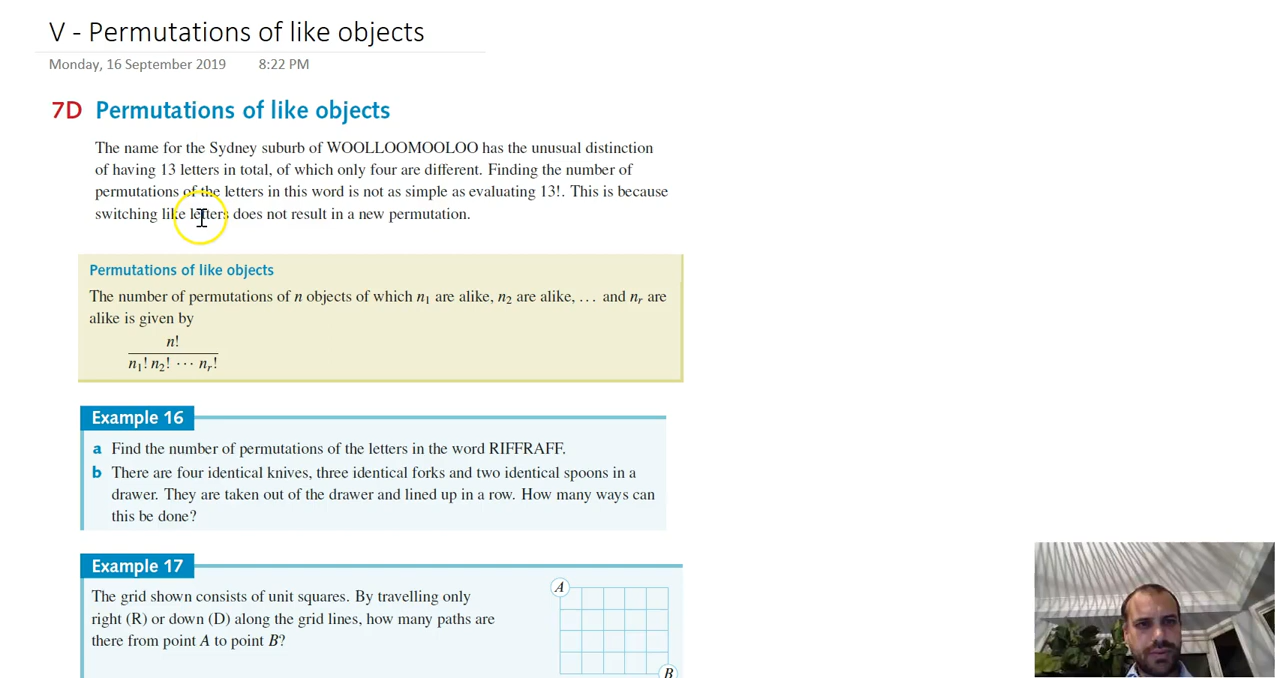 V - Permutations of like objects
Monday, 16 September 2019 8:22 PM
7D Permutations of like objects
The name for the Sydney suburb of WOOLLOOMOOLOO has the unusual distinction
of having 13 letters in total, of which only four are different. Finding the number of
permutations of the letters in this word is not as simple as evaluating 13!. This is because
switching like letters does not result in a new permutation.
Permutations of like objects
The number of permutations of n objects of which n₁ are alike, n₂ are alike, ... and nᵣ are
alike is given by
n!
n₁! n₂! ··· nᵣ!
Example 16
a Find the number of permutations of the letters in the word RIFFRAFF.
b There are four identical knives, three identical forks and two identical spoons in a
drawer. They are taken out of the drawer and lined up in a row. How many ways can
this be done?
Example 17
The grid shown consists of unit squares. By travelling only
right (R) or down (D) along the grid lines, how many paths are
there from point A to point B?
A
B